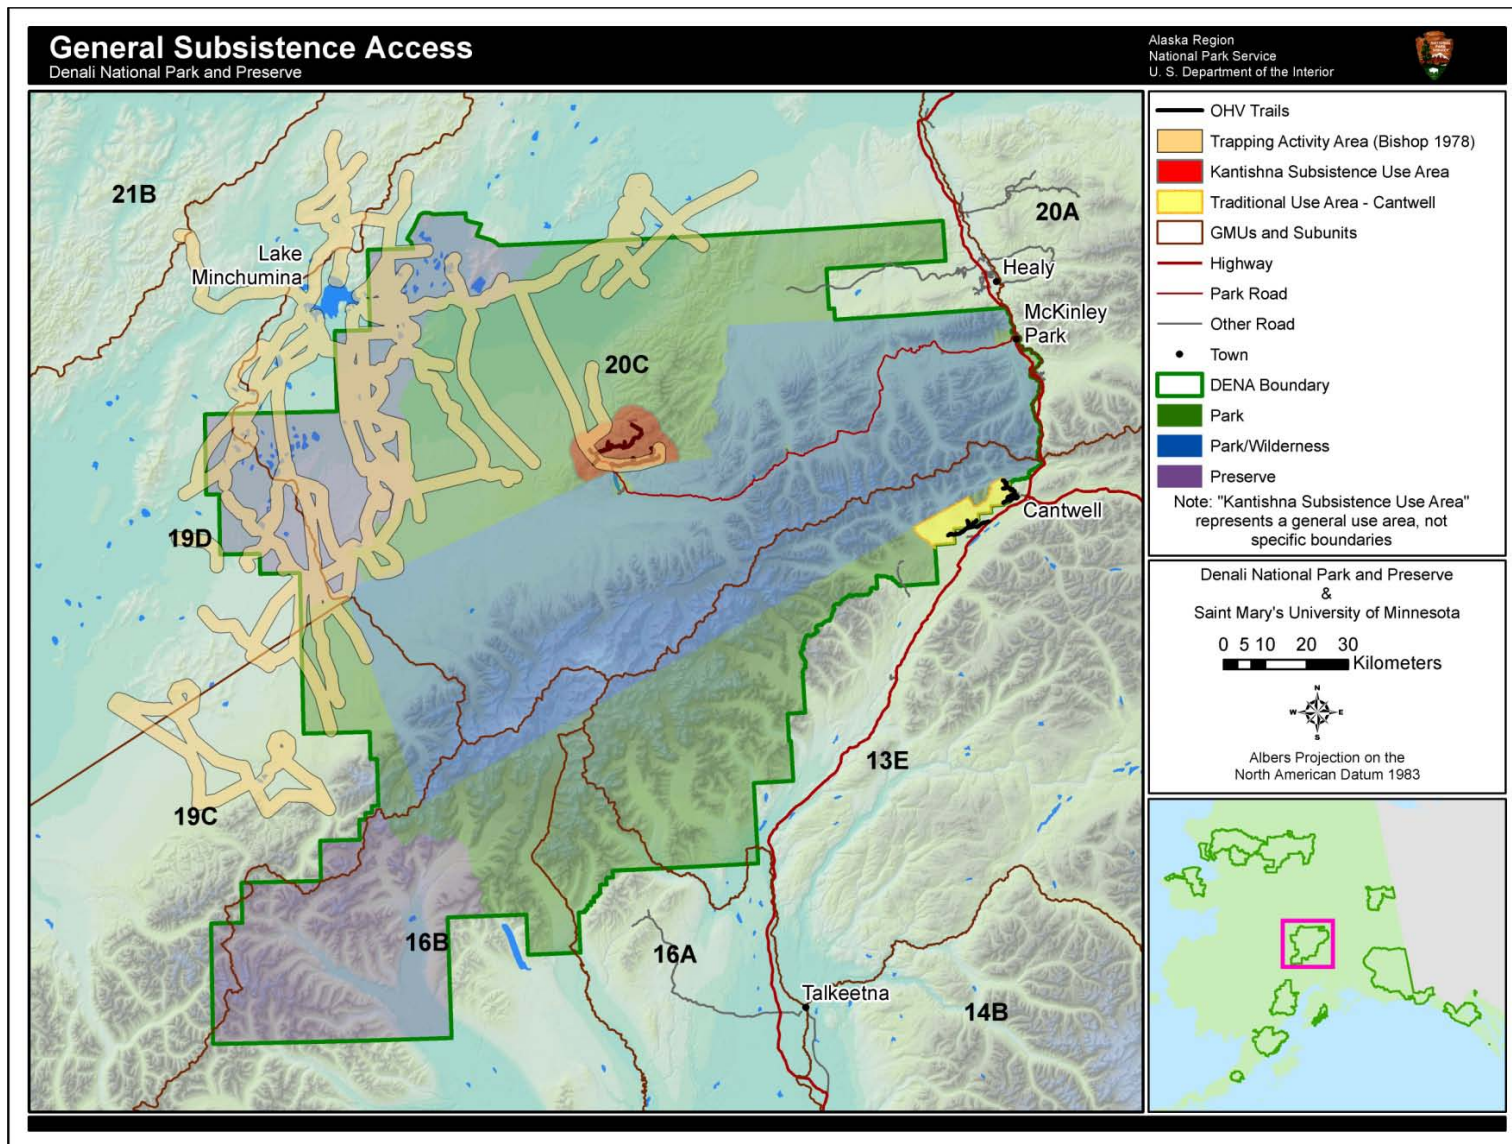 General Subsistence Access
Denali National Park and Preserve
Alaska Region
National Park Service
U. S. Department of the Interior
21B
Lake
Minchumina
20A
Healy
McKinley
Park
20C
19D
Cantwell
13E
19C
16B
16A
Talkeetna
14B
OHV Trails
Trapping Activity Area (Bishop 1978)
Kantishna Subsistence Use Area
Traditional Use Area - Cantwell
GMUs and Subunits
Highway
Park Road
Other Road
Town
DENA Boundary
Park
Park/Wilderness
Preserve
Note: "Kantishna Subsistence Use Area"
represents a general use area, not
specific boundaries
Denali National Park and Preserve
&
Saint Mary's University of Minnesota
0 5 10 20 30
Kilometers
N
W E
S
Albers Projection on the
North American Datum 1983